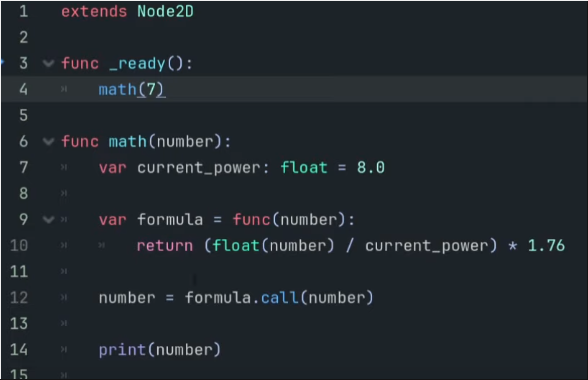 1 extends Node2D
2
3 func _ready():
4 math(7)
5
6 func math(number):
7 var current_power: float = 8.0
8
9 var formula = func(number):
10 return (float(number) / current_power) * 1.76
11
12 number = formula.call(number)
13
14 print(number)
15